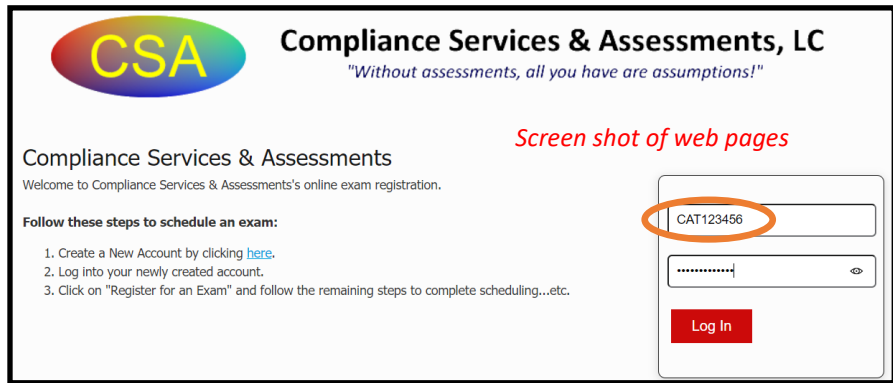 CSA
Compliance Services & Assessments, LC
"Without assessments, all you have are assumptions!"
Screen shot of web pages
Compliance Services & Assessments
Welcome to Compliance Services & Assessments's online exam registration.
Follow these steps to schedule an exam:
1. Create a New Account by clicking here.
2. Log into your newly created account.
3. Click on "Register for an Exam" and follow the remaining steps to complete scheduling...etc.
CAT123456
•••••••••••••
Log In